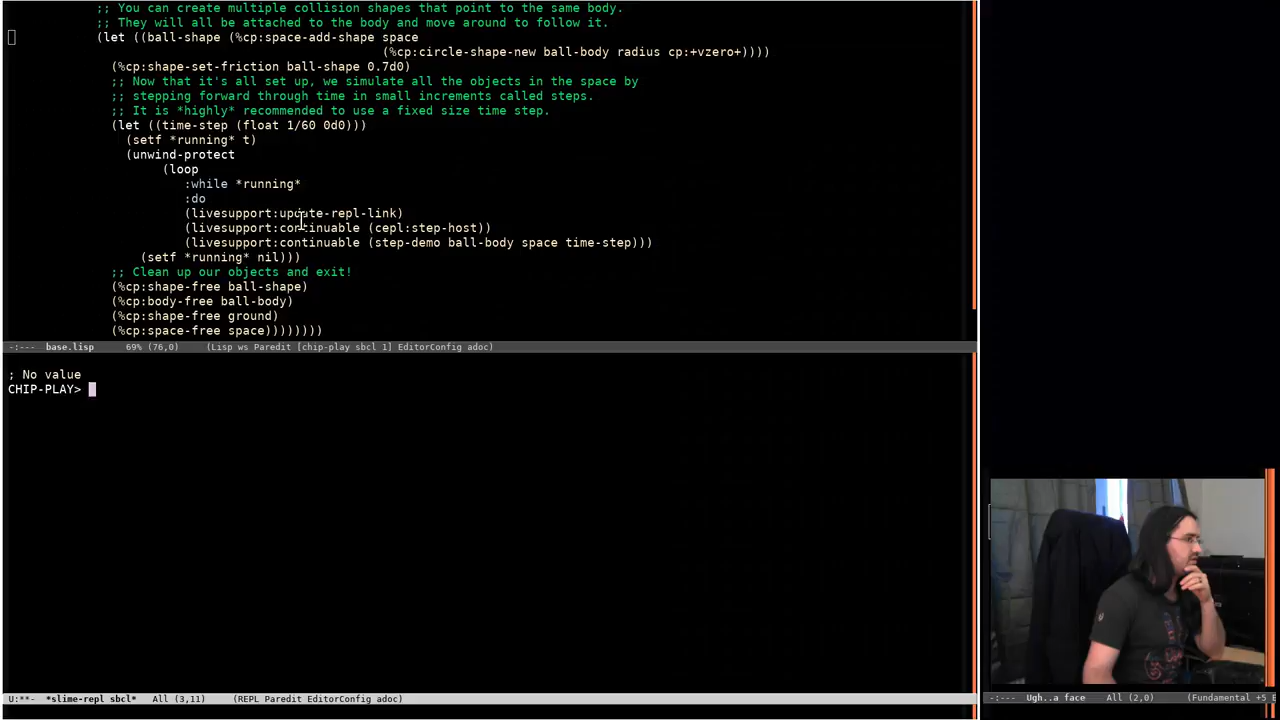 ;; You can create multiple collision shapes that point to the same body.
;; They will all be attached to the body and move around to follow it.
(let ((ball-shape (%cp:space-add-shape space
(%cp:circle-shape-new ball-body radius cp:+vzero+))))
(%cp:shape-set-friction ball-shape 0.7d0)
;; Now that it's all set up, we simulate all the objects in the space by
;; stepping forward through time in small increments called steps.
;; It is *highly* recommended to use a fixed size time step.
(let ((time-step (float 1/60 0d0)))
(setf *running* t)
(unwind-protect
(loop
:while *running*
:do
(livesupport:update-repl-link)
(livesupport:continuable (cepl:step-host))
(livesupport:continuable (step-demo ball-body space time-step)))
(setf *running* nil)))
;; Clean up our objects and exit!
(%cp:shape-free ball-shape)
(%cp:body-free ball-body)
(%cp:shape-free ground)
(%cp:space-free space))))))))
-:--- base.lisp 69% (76,0) (Lisp ws Paredit [chip-play sbcl 1] EditorConfig adoc)
; No value
CHIP-PLAY>
U:**- *slime-repl sbcl* All (3,11) (REPL Paredit EditorConfig adoc)
-:--- Ugh..a face All (2,0) (Fundamental +5 E